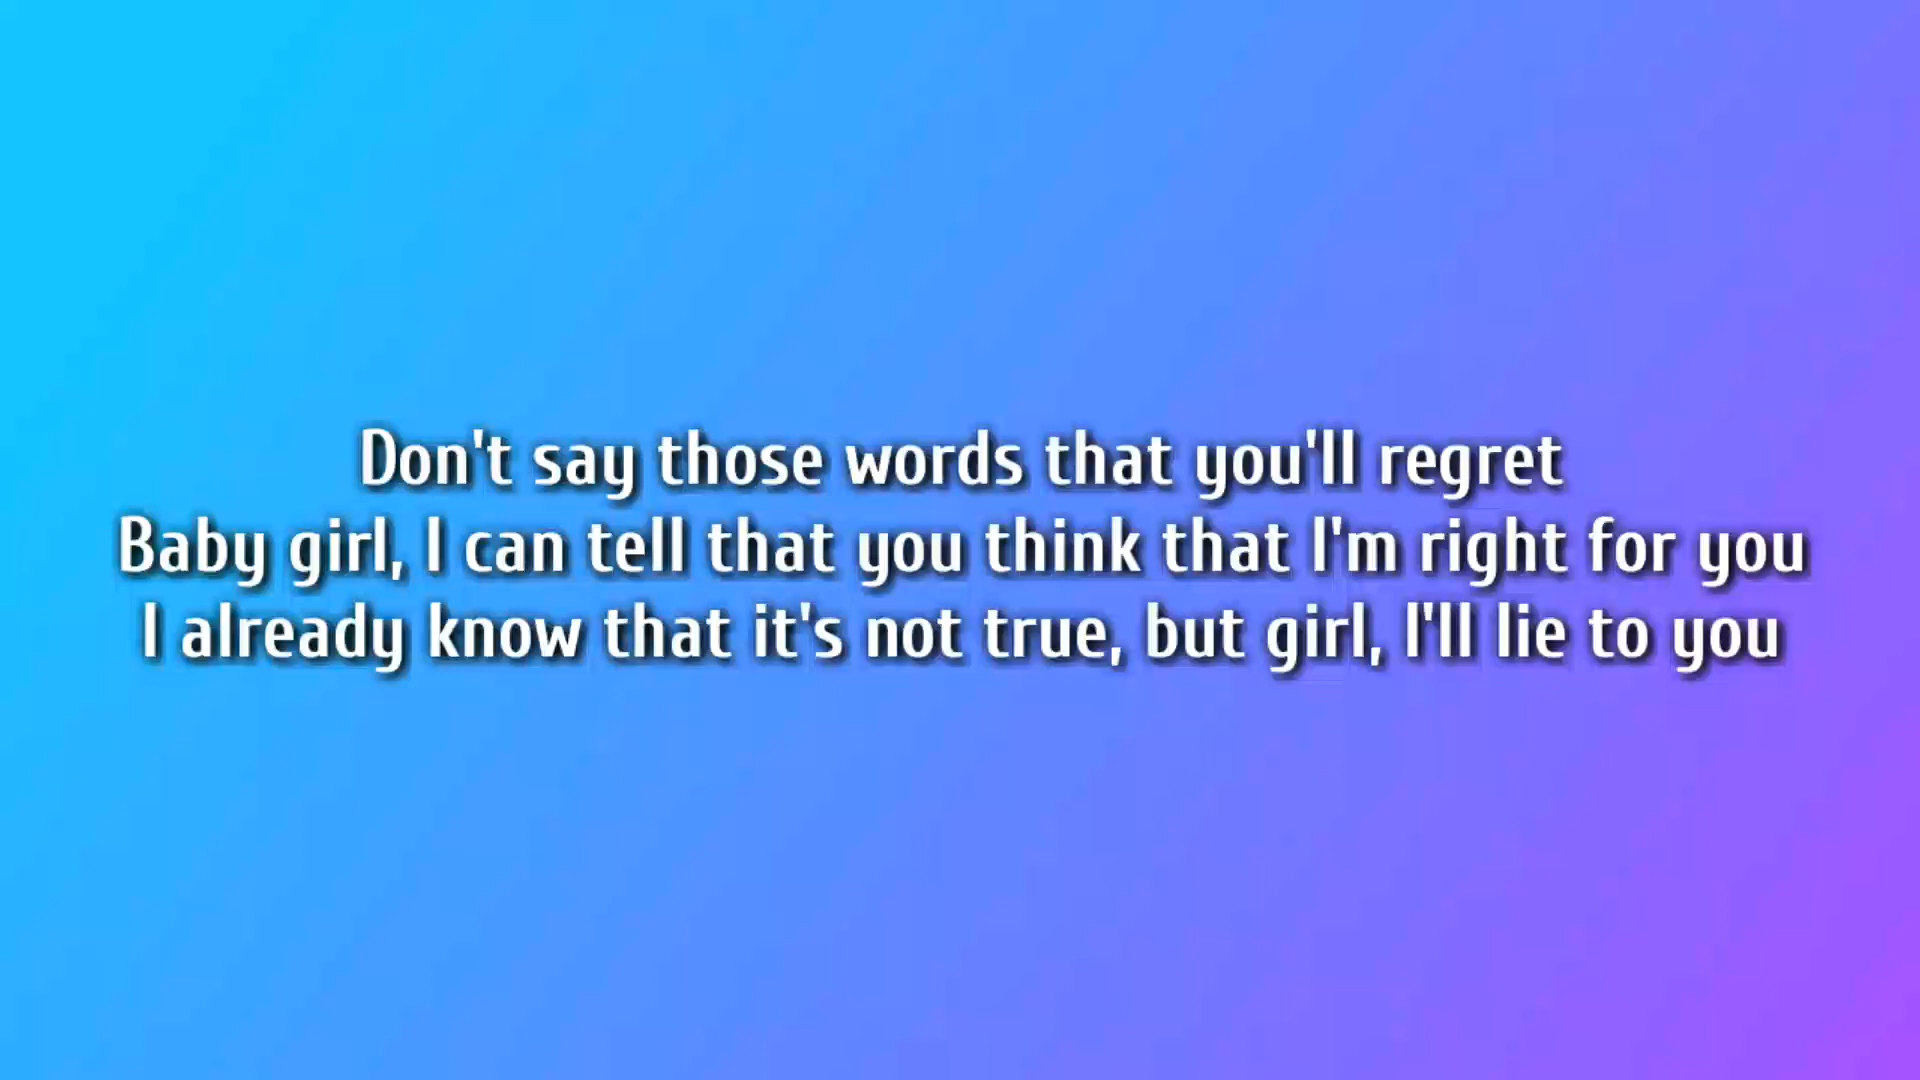 Don't say those words that you'll regret
Baby girl, I can tell that you think that I'm right for you
I already know that it's not true, but girl, I'll lie to you